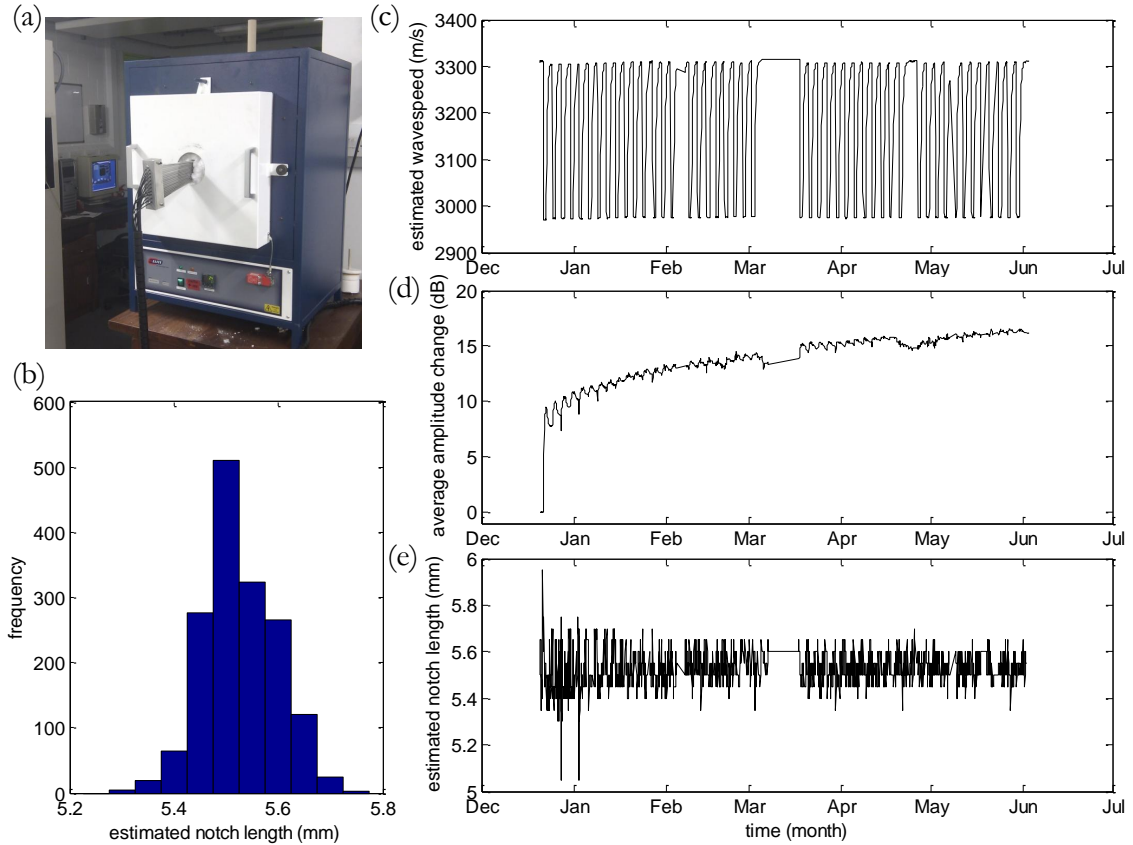 (a)
(b)
600
500
400
300
200
100
0
frequency
5.2 5.4 5.6 5.8
estimated notch length (mm)
(c)
3400
3300
3200
3100
3000
2900
estimated wavespeed (m/s)
Dec Jan Feb Mar Apr May Jun Jul
(d)
20
15
10
5
0
average amplitude change (dB)
Dec Jan Feb Mar Apr May Jun Jul
(e)
6
5.8
5.6
5.4
5.2
5
estimated notch length (mm)
Dec Jan Feb Mar Apr May Jun Jul
time (month)